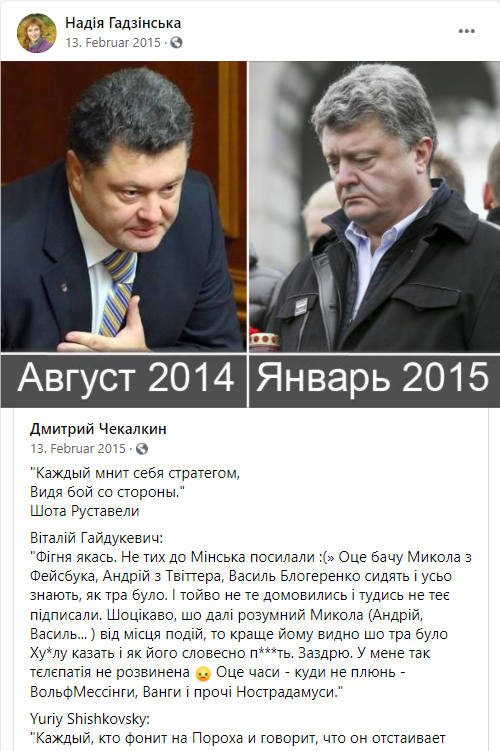 Надія Гадзінська
13. Februar 2015 ·
Август 2014
Январь 2015
Дмитрий Чекалкин
13. Februar 2015 ·
"Каждый мнит себя стратегом,
Видя бой со стороны."
Шота Руставели
Віталій Гайдукевич:
"Фігня якась. Не тих до Мінська посилали :(» Оце бачу Микола з
Фейсбука, Андрій з Твіттера, Василь Блогеренко сидять і усьо
знають, як тра було. І тойво не те домовились і тудись не теє
підписали. Шоцікаво, шо далі розумний Микола (Андрій,
Василь... ) від місця подій, то краще йому видно шо тра було
Ху*лу казать і як його словесно п***ть. Заздрю. У мене так
тєлєпатія не розвинена 😟 Оце часи - куди не плюнь -
ВольфМессінги, Ванги і прочі Нострадамуси."
Yuriy Shishkovsky:
"Каждый, кто фонит на Пороха и говорит, что он отстаивает